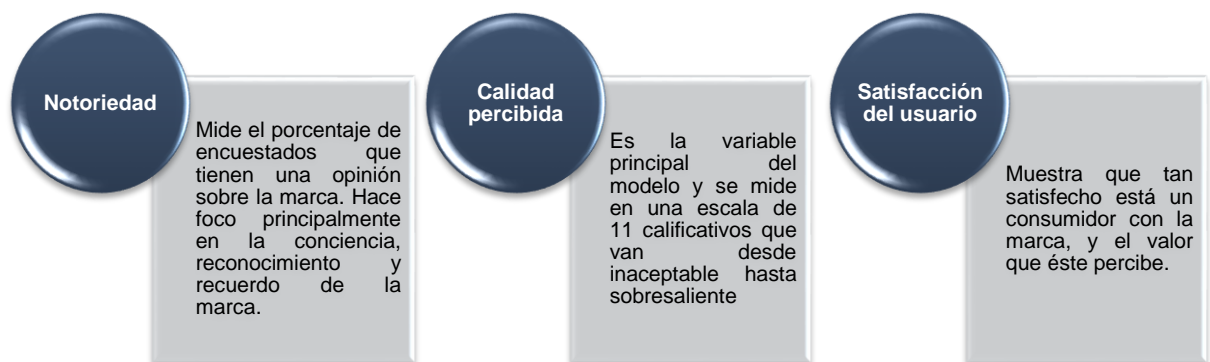 Notoriedad
Mide el porcentaje de
encuestados que
tienen una opinión
sobre la marca. Hace
foco principalmente
en la conciencia,
reconocimiento y
recuerdo de la
marca.
Calidad
percibida
Es la variable
principal del
modelo y se mide
en una escala de
11 calificativos que
van desde
inaceptable hasta
sobresaliente
Satisfacción
del usuario
Muestra que tan
satisfecho está un
consumidor con la
marca, y el valor
que éste percibe.